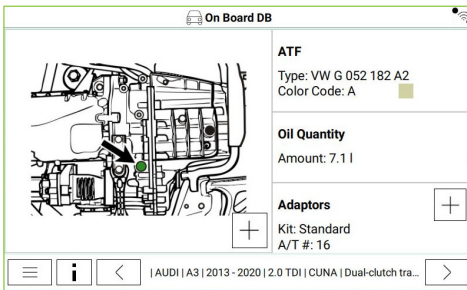 On Board DB
ATF
Type: VW G 052 182 A2
Color Code: A
Oil Quantity
Amount: 7.1 l
Adaptors
Kit: Standard
A/T #: 16
| AUDI | A3 | 2013 - 2020 | 2.0 TDI | CUNA | Dual-clutch tra...